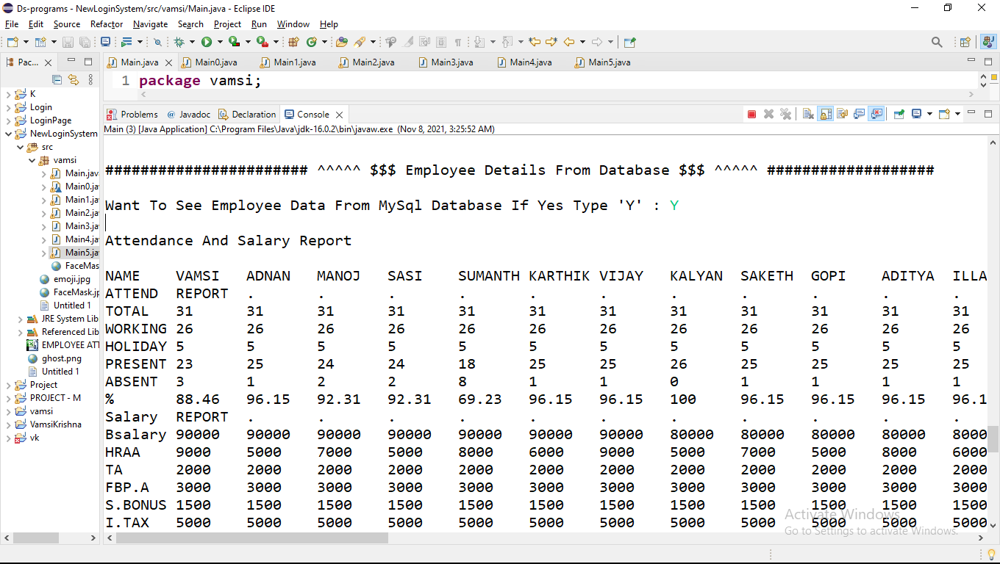 Ds-programs - NewLoginSystem/src/vamsi/Main.java - Eclipse IDE
File Edit Source Refactor Navigate Search Project Run Window Help
Pac...
Main.java Main0.java Main1.java Main2.java Main3.java Main4.java Main5.java
1 package vamsi;
K
Login
LoginPage
NewLoginSystem
src
vamsi
Main.jav
Main0.ja
Main1.ja
Main2.ja
Main3.ja
Main4.ja
Main5.ja
FaceMas
emoji.jpg
FaceMask.jp
Untitled 1
JRE System Lib
Referenced Lib
EMPLOYEE ATT
ghost.png
Untitled 1
Project
PROJECT - M
vamsi
VamsiKrishna
vk
Problems @ Javadoc Declaration Console
Main (3) [Java Application] C:\Program Files\Java\jdk-16.0.2\bin\javaw.exe (Nov 8, 2021, 3:25:52 AM)
####################### ^^^^^ $$$ Employee Details From Database $$$ ^^^^^ ###################
Want To See Employee Data From MySql Database If Yes Type 'Y' : Y
Attendance And Salary Report
NAME VAMSI ADNAN MANOJ SASI SUMANTH KARTHIK VIJAY KALYAN SAKETH GOPI ADITYA ILLA
ATTEND REPORT . . . . . . . . . . .
TOTAL 31 31 31 31 31 31 31 31 31 31 31 31
WORKING 26 26 26 26 26 26 26 26 26 26 26 26
HOLIDAY 5 5 5 5 5 5 5 5 5 5 5 5
PRESENT 23 25 24 24 18 25 25 26 25 25 25 25
ABSENT 3 1 2 2 8 1 1 0 1 1 1 1
% 88.46 96.15 92.31 92.31 69.23 96.15 96.15 100 96.15 96.15 96.15 96.1
Salary REPORT . . . . . . . . . . .
Bsalary 90000 90000 90000 90000 90000 90000 90000 80000 80000 80000 80000 8000
HRAA 9000 5000 7000 5000 8000 6000 9000 5000 7000 5000 8000 6000
TA 2000 2000 2000 2000 2000 2000 2000 2000 2000 2000 2000 2000
FBP.A 3000 3000 3000 3000 3000 3000 3000 3000 3000 3000 3000 3000
S.BONUS 1500 1500 1500 1500 1500 1500 1500 1500 1500 1500 1500 1500
I.TAX 5000 5000 5000 5000 5000 5000 5000 5000 5000 5000 5000 5000
Activate Windows
Go to Settings to activate Windows.